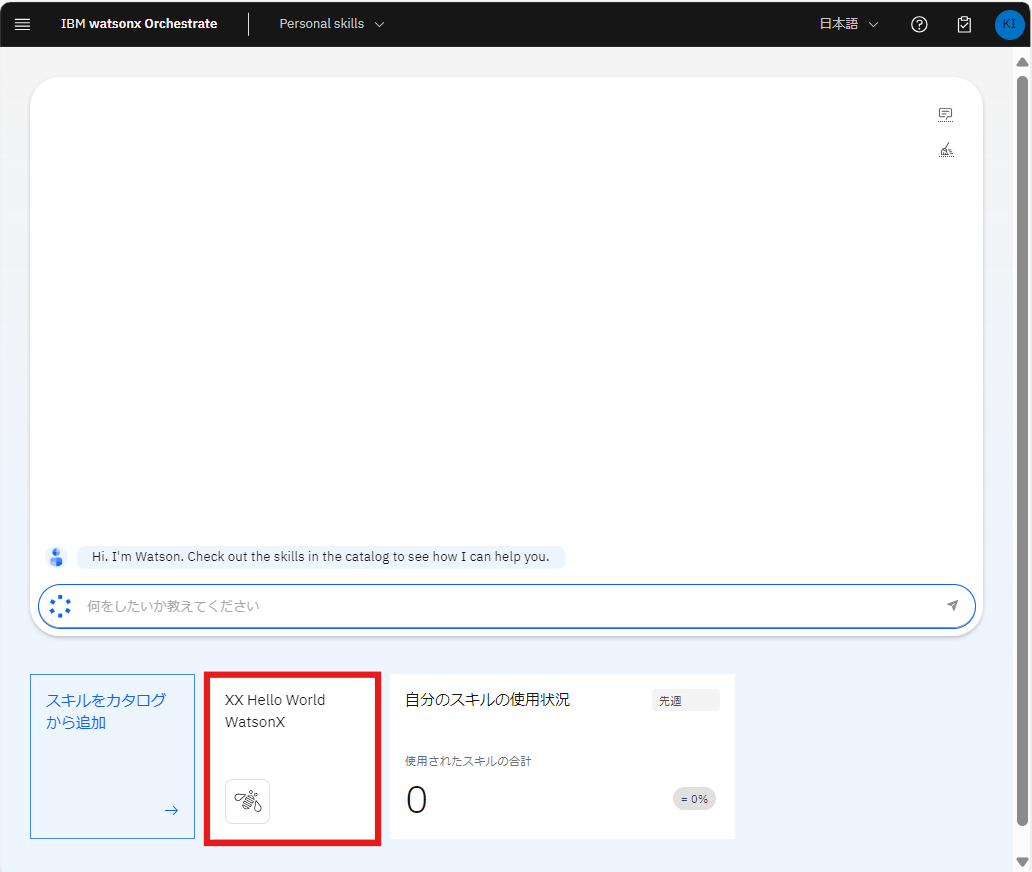 IBM watsonx Orchestrate
Personal skills
日本語
KI
Hi. I'm Watson. Check out the skills in the catalog to see how I can help you.
何をしたいか教えてください
スキルをカタログ
から追加
XX Hello World
WatsonX
自分のスキルの使用状況
先週
使用されたスキルの合計
0
= 0%